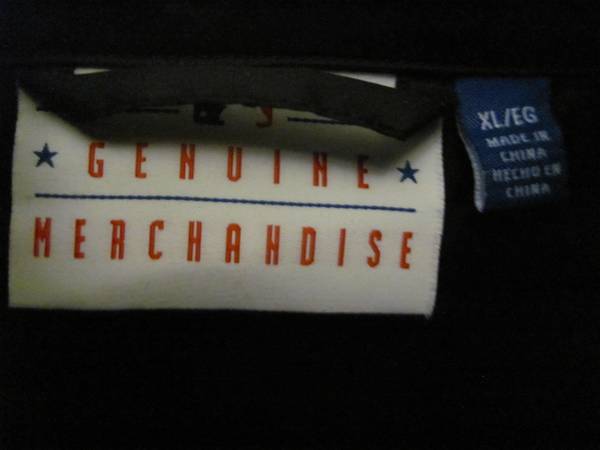 GENUINE
MERCHANDISE
XL/EG
MADE IN
CHINA
HECHO EN
CHINA